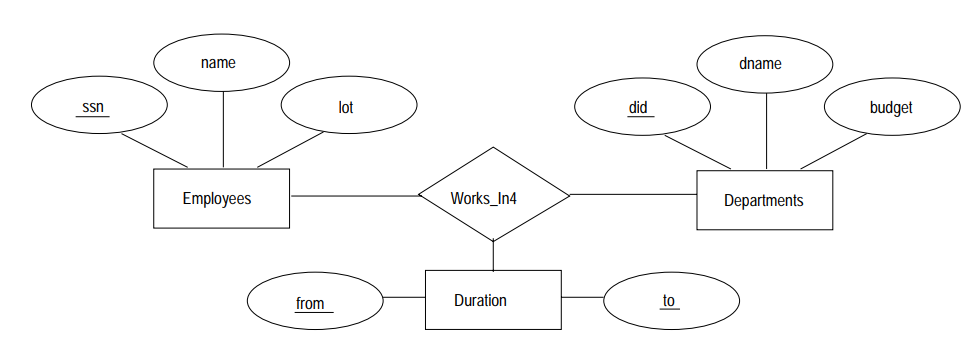 name
dname
ssn
lot
did
budget
Employees
Works_In4
Departments
from
Duration
to